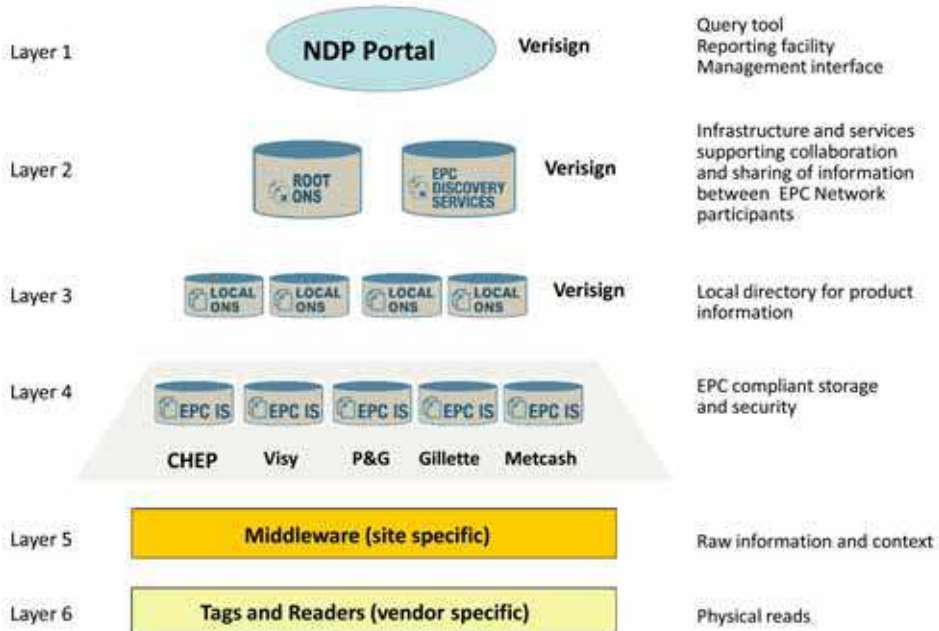 Layer 1
NDP Portal
Verisign
Query tool
Reporting facility
Management interface
Layer 2
ROOT
ONS
EPC
DISCOVERY
SERVICES
Verisign
Infrastructure and services
supporting collaboration
and sharing of information
between EPC Network
participants
Layer 3
LOCAL
ONS
LOCAL
ONS
LOCAL
ONS
LOCAL
ONS
Verisign
Local directory for product
information
Layer 4
EPC IS
EPC IS
EPC IS
EPC IS
EPC IS
EPC compliant storage
and security
CHEP
Visy
P&G
Gillette
Metcash
Layer 5
Middleware (site specific)
Raw information and context
Layer 6
Tags and Readers (vendor specific)
Physical reads